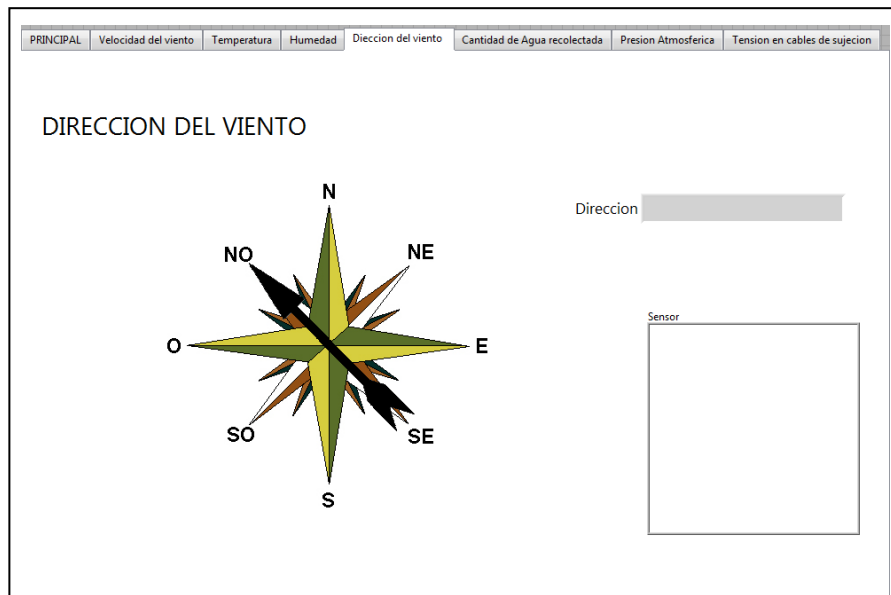 PRINCIPAL Velocidad del viento Temperatura Humedad Dieccion del viento Cantidad de Agua recolectada Presion Atmosferica Tension en cables de sujecion
DIRECCION DEL VIENTO
N
Direccion
NO NE
Sensor
O E
SO SE
S